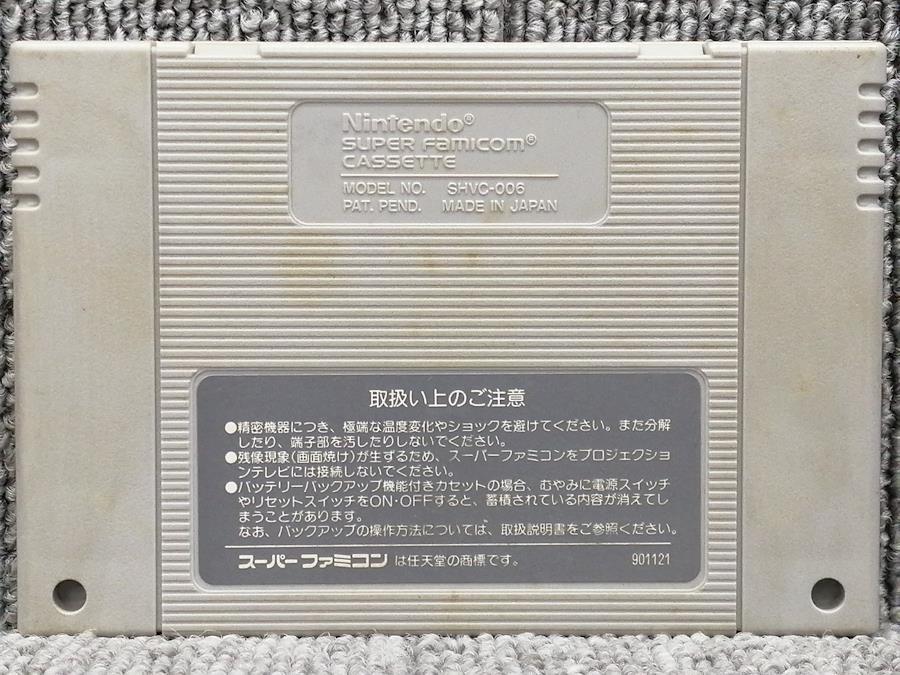 Nintendo®
SUPER FAMICOM®
CASSETTE
MODEL NO. SHVC-006
PAT. PEND. MADE IN JAPAN
取扱い上のご注意
●精密機器につき、極端な温度変化やショックを避けてください。また分解
したり、端子部を汚したりしないでください。
●残像現象(画面焼け)が生ずるため、スーパーファミコンをプロジェクショ
ンテレビには接続しないでください。
●バッテリーバックアップ機能付きカセットの場合、むやみに電源スイッチ
やリセットスイッチをON・OFFすると、蓄積されている内容が消えてし
まうことがあります。
なお、バックアップの操作方法については、取扱説明書をご参照ください。
スーパーファミコン は任天堂の商標です。 901121